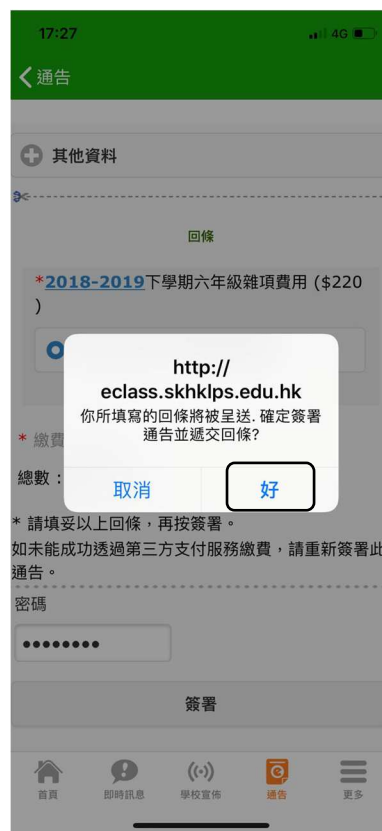 17:27
4G
通告
其他資料
回條
*2018-2019下學期六年級雜項費用 ($220
)
http://
eclass.skhklps.edu.hk
你所填寫的回條將被呈送. 確定簽署
通告並遞交回條?
取消
好
* 繳費
總數：
* 請填妥以上回條，再按簽署。
如未能成功透過第三方支付服務繳費，請重新簽署此
通告。
密碼
••••••••
簽署
首頁
即時訊息
學校宣佈
通告
更多